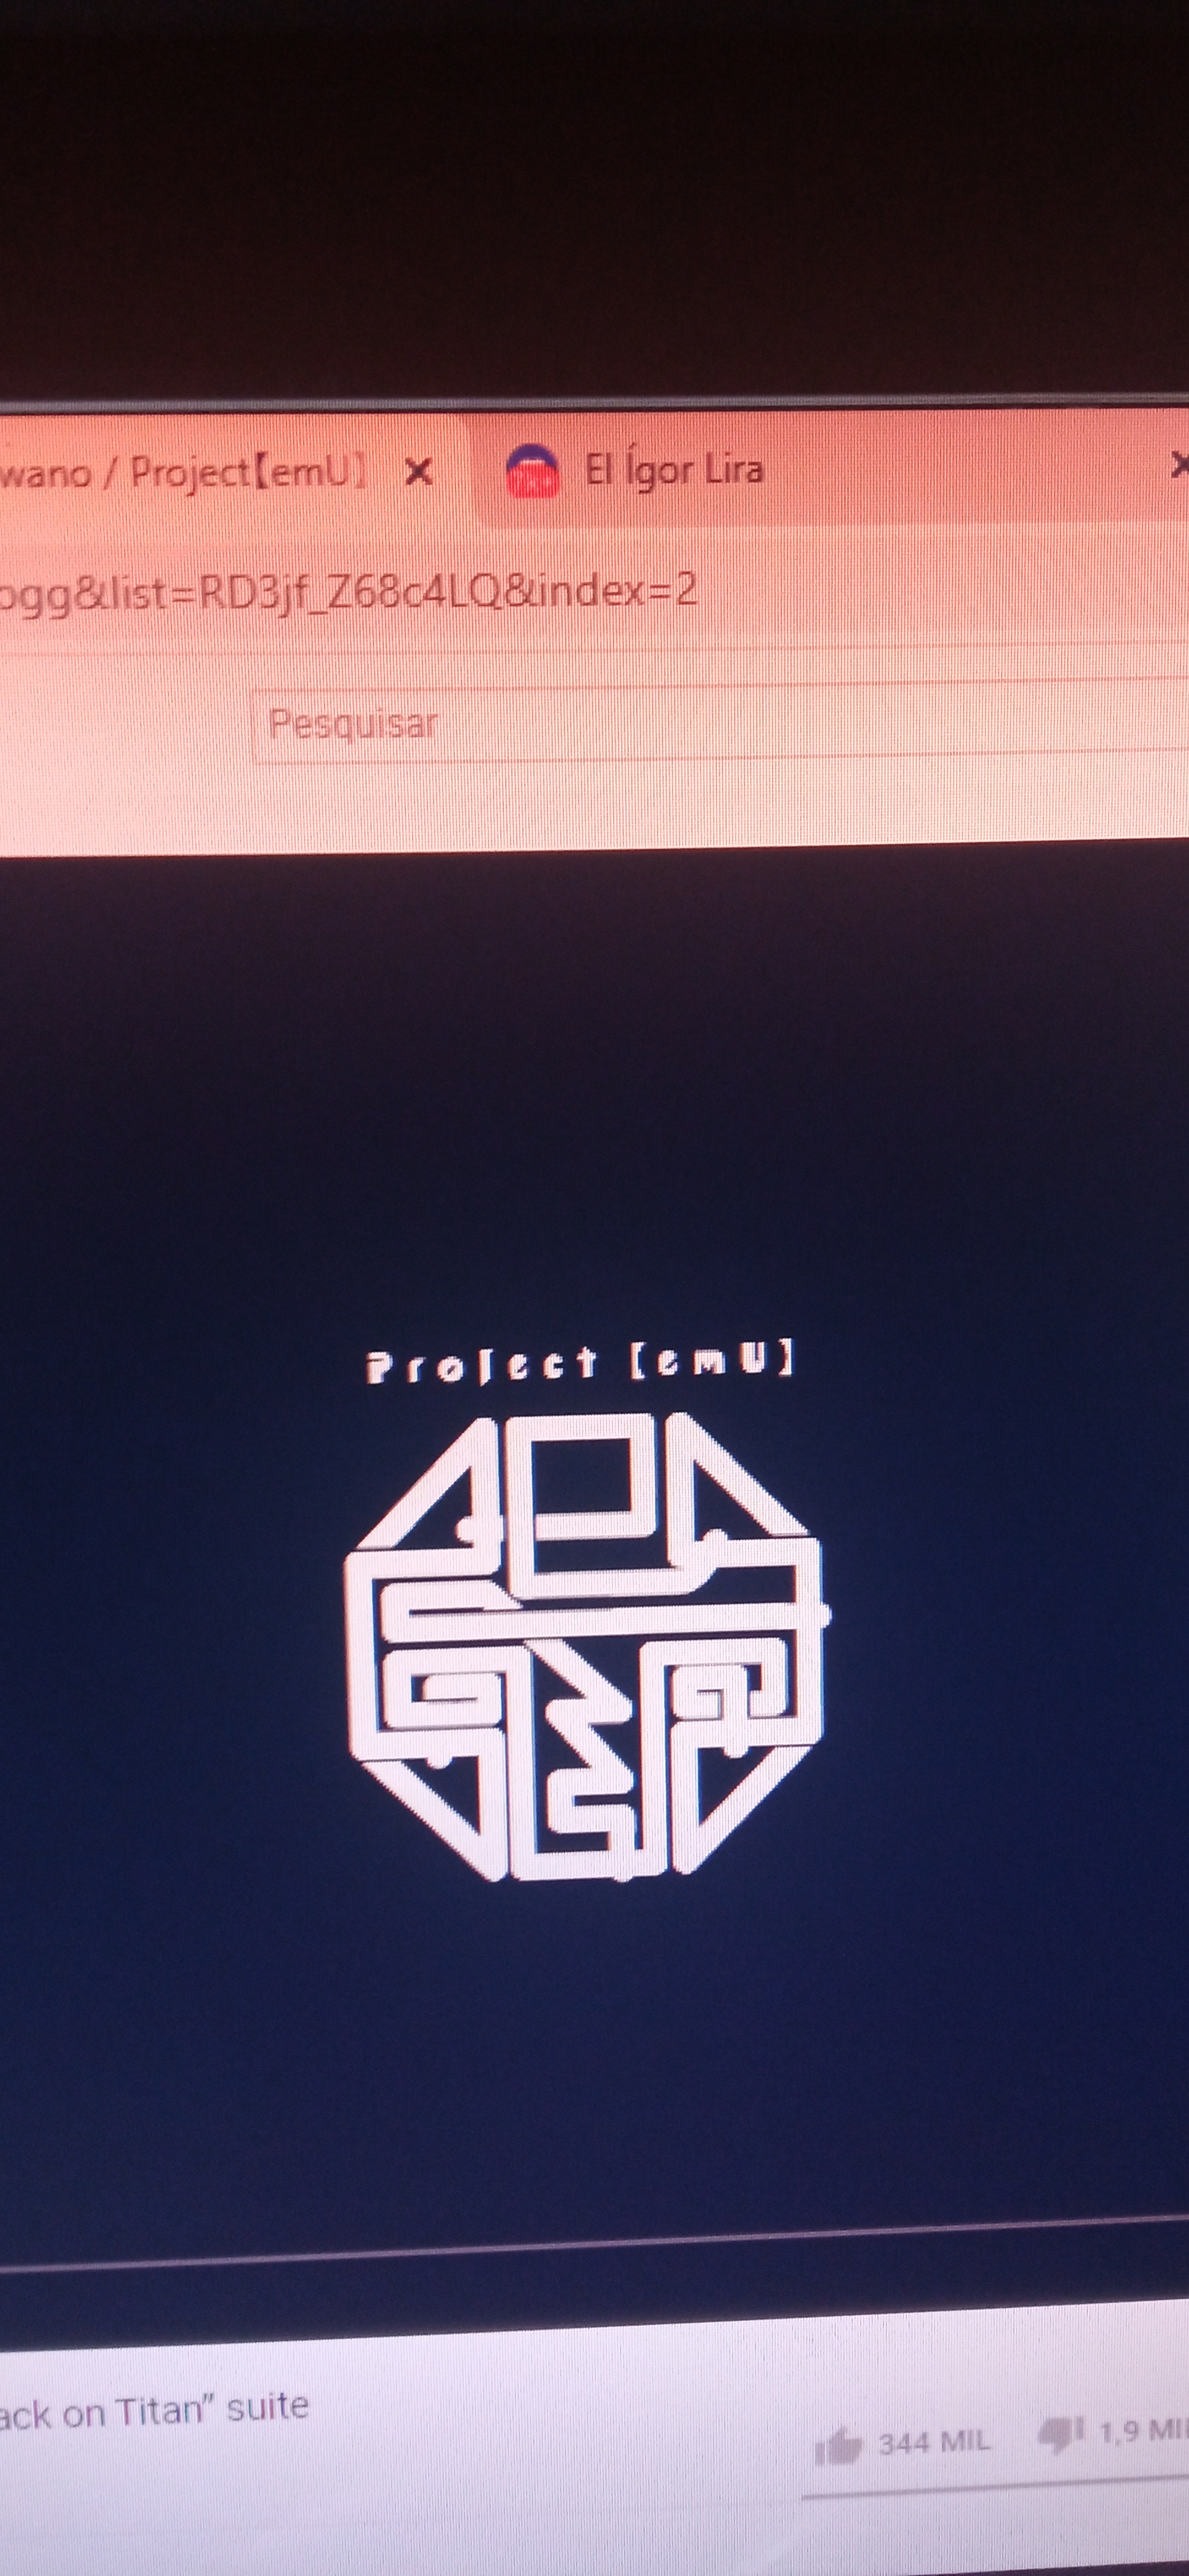 wano / Project【emU】
El Ígor Lira
ogg&list=RD3jf_Z68c4LQ&index=2
Pesquisar
Project [emU]
ack on Titan” suite
344 MIL
1,9 MIL